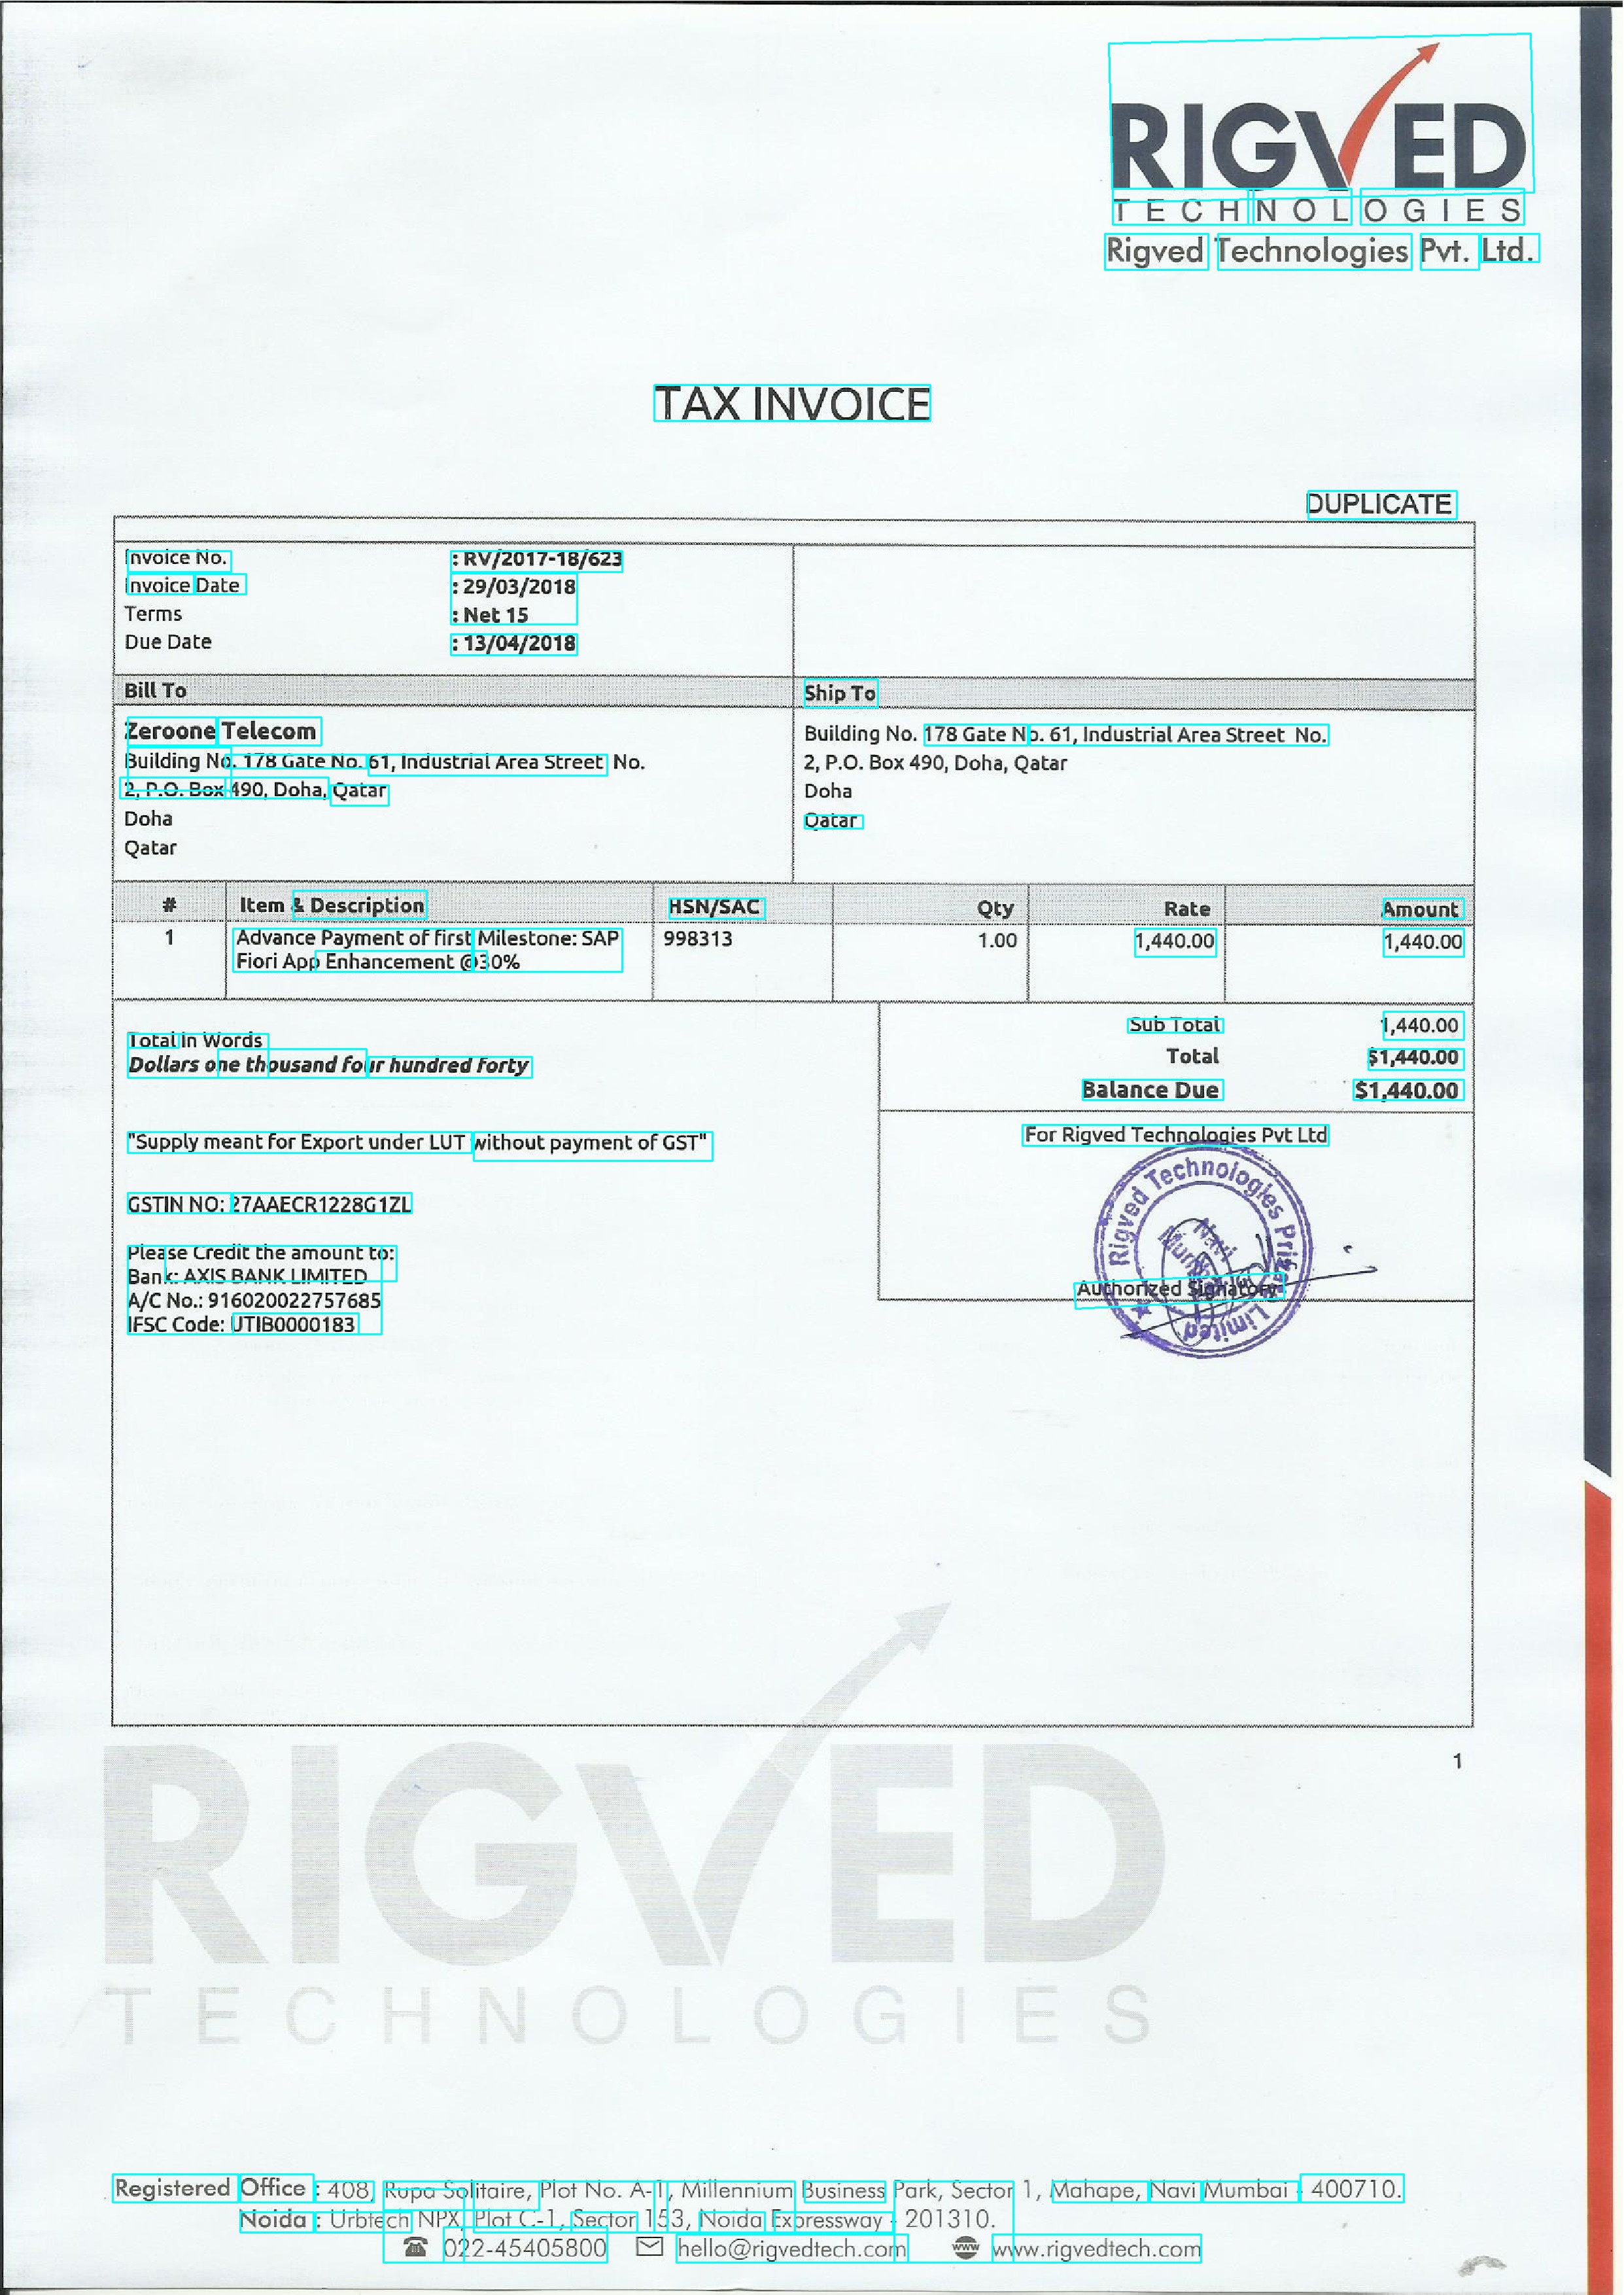 RIGVED
TECHNOLOGIES
Rigved Technologies Pvt. Ltd.
TAX INVOICE
DUPLICATE
Invoice No. : RV/2017-18/623
Invoice Date : 29/03/2018
Terms : Net 15
Due Date : 13/04/2018
Bill To Ship To
Zeroone Telecom
Building No. 178 Gate No. 61, Industrial Area Street No.
2, P.O. Box 490, Doha, Qatar
Doha
Qatar
Building No. 178 Gate No. 61, Industrial Area Street No.
2, P.O. Box 490, Doha, Qatar
Doha
Qatar
# Item & Description HSN/SAC Qty Rate Amount
1 Advance Payment of first Milestone: SAP 998313 1.00 1,440.00 1,440.00
Fiori App Enhancement @30%
Sub Total 1,440.00
Total In Words
Total $1,440.00
Dollars one thousand four hundred forty
Balance Due $1,440.00
"Supply meant for Export under LUT without payment of GST"
For Rigved Technologies Pvt Ltd
Rigved Technologies Private Limited
Navi
GSTIN NO: 27AAECR1228G1ZL
Please Credit the amount to:
Bank: AXIS BANK LIMITED
A/C No.: 916020022757685
IFSC Code: UTIB0000183
Authorized Signatory
1
RIGVED
TECHNOLOGIES
Registered Office : 408, Rupa Solitaire, Plot No. A-1, Millennium Business Park, Sector 1, Mahape, Navi Mumbai - 400710.
Noida : Urbtech NPX, Plot C-1, Sector 153, Noida Expressway - 201310.
022-45405800 hello@rigvedtech.com www www.rigvedtech.com